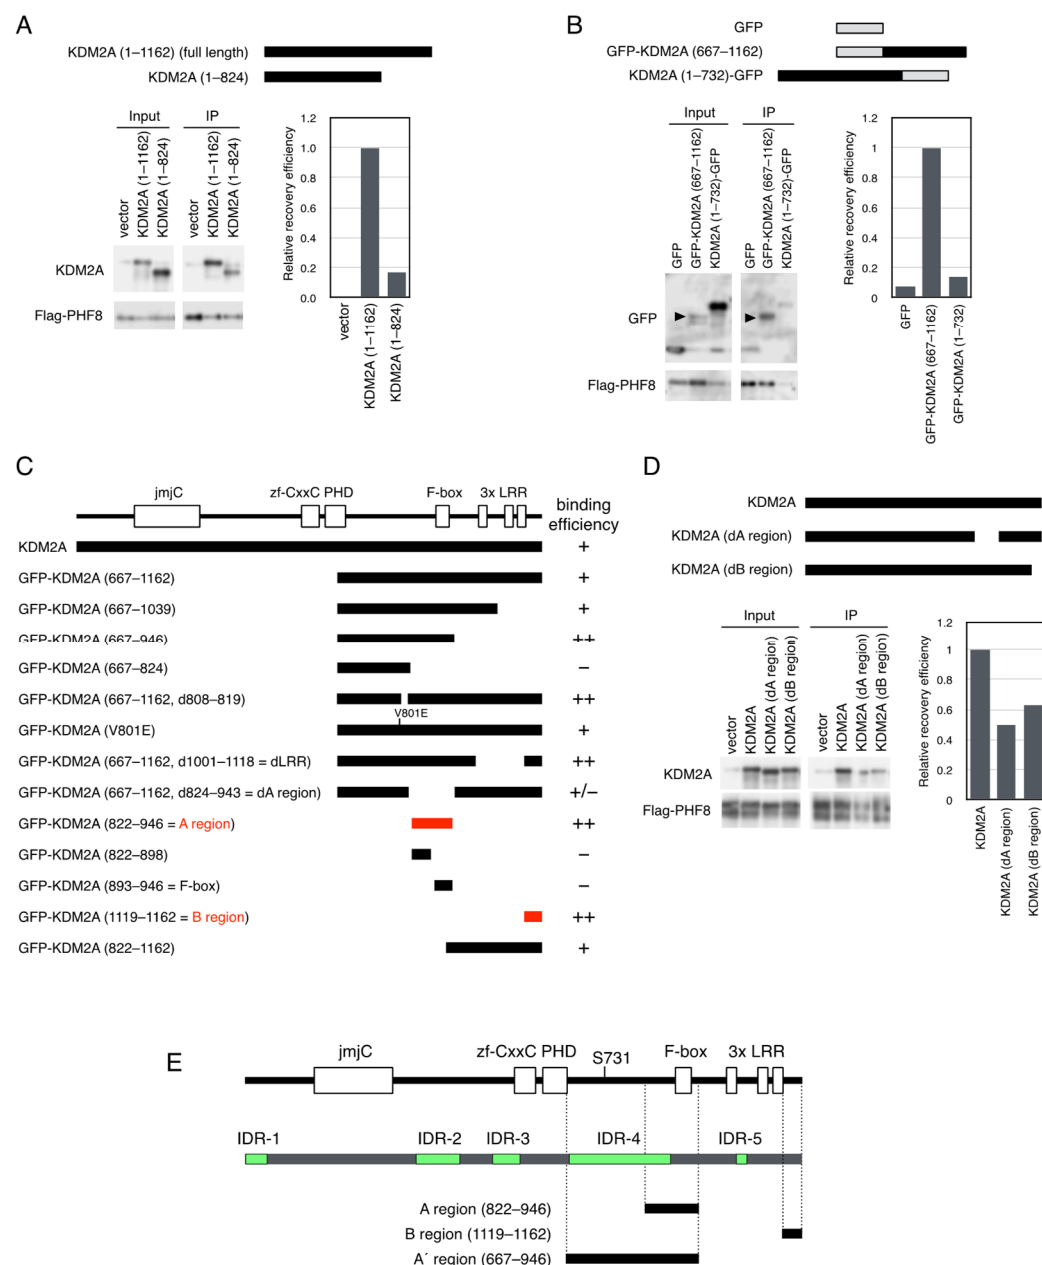 A
KDM2A (1–1162) (full length)
KDM2A (1–824)
Input
IP
vector
KDM2A (1–1162)
KDM2A (1–824)
vector
KDM2A (1–1162)
KDM2A (1–824)
KDM2A
Flag-PHF8
Relative recovery efficiency
1.2
1
0.8
0.6
0.4
0.2
0.0
vector
KDM2A (1–1162)
KDM2A (1–824)
B
GFP
GFP-KDM2A (667–1162)
KDM2A (1–732)-GFP
Input
IP
GFP
GFP-KDM2A (667–1162)
KDM2A (1–732)-GFP
GFP
GFP-KDM2A (667–1162)
KDM2A (1–732)-GFP
GFP
Flag-PHF8
Relative recovery efficiency
1.2
1
0.8
0.6
0.4
0.2
0
GFP
GFP-KDM2A (667–1162)
GFP-KDM2A (1–732)
C
jmjC
zf-CxxC PHD
F-box
3x LRR
binding
efficiency
KDM2A
+
GFP-KDM2A (667–1162)
+
GFP-KDM2A (667–1039)
+
GFP-KDM2A (667–946)
++
GFP-KDM2A (667–824)
–
GFP-KDM2A (667–1162, d808–819)
++
V801E
GFP-KDM2A (V801E)
+
GFP-KDM2A (667–1162, d1001–1118 = dLRR)
++
GFP-KDM2A (667–1162, d824–943 = dA region)
+/–
GFP-KDM2A (822–946 = A region)
++
GFP-KDM2A (822–898)
–
GFP-KDM2A (893–946 = F-box)
–
GFP-KDM2A (1119–1162 = B region)
++
GFP-KDM2A (822–1162)
+
D
KDM2A
KDM2A (dA region)
KDM2A (dB region)
Input
IP
vector
KDM2A
KDM2A (dA region)
KDM2A (dB region)
vector
KDM2A
KDM2A (dA region)
KDM2A (dB region)
KDM2A
Flag-PHF8
Relative recovery efficiency
1.2
1
0.8
0.6
0.4
0.2
0
KDM2A
KDM2A (dA region)
KDM2A (dB region)
E
jmjC
zf-CxxC PHD
S731
F-box
3x LRR
IDR-1
IDR-2
IDR-3
IDR-4
IDR-5
A region (822–946)
B region (1119–1162)
A´ region (667–946)